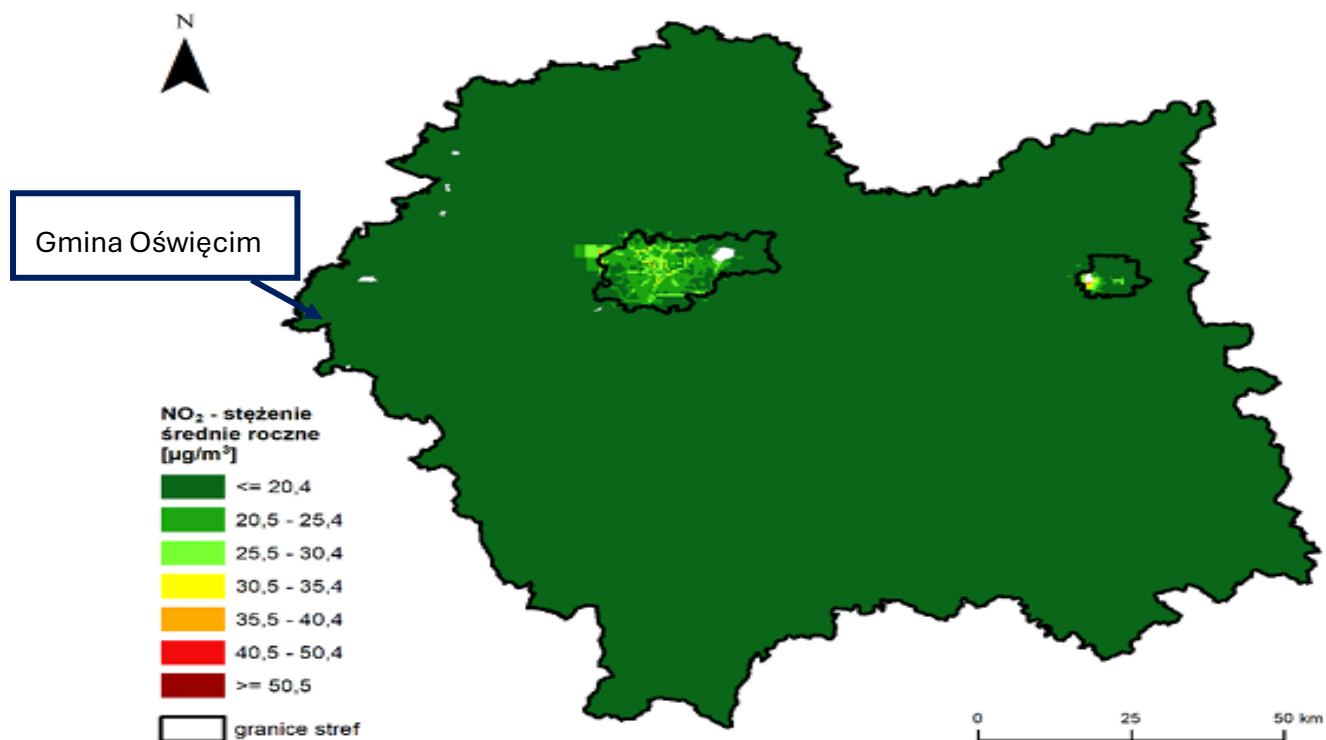 N
Gmina Oświęcim
NO₂ - stężenie
średnie roczne
[µg/m³]
<= 20,4
20,5 - 25,4
25,5 - 30,4
30,5 - 35,4
35,5 - 40,4
40,5 - 50,4
>= 50,5
granice stref
0 25 50 km